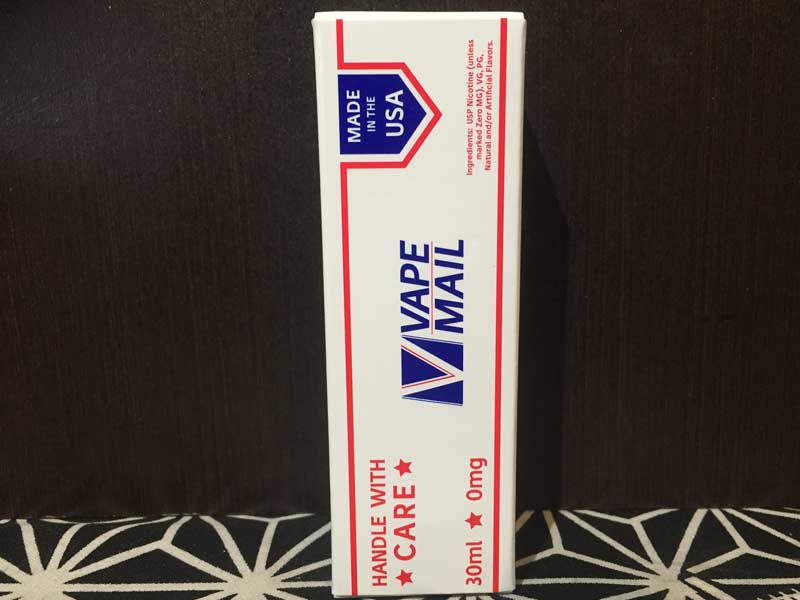 HANDLE WITH
★ CARE ★
30ml ★ 0mg
VAPE
MAIL
MADE
IN THE
USA
Ingredients: USP Nicotine (unless
marked Zero MG), VG, PG,
Natural and/or Artificial Flavors.